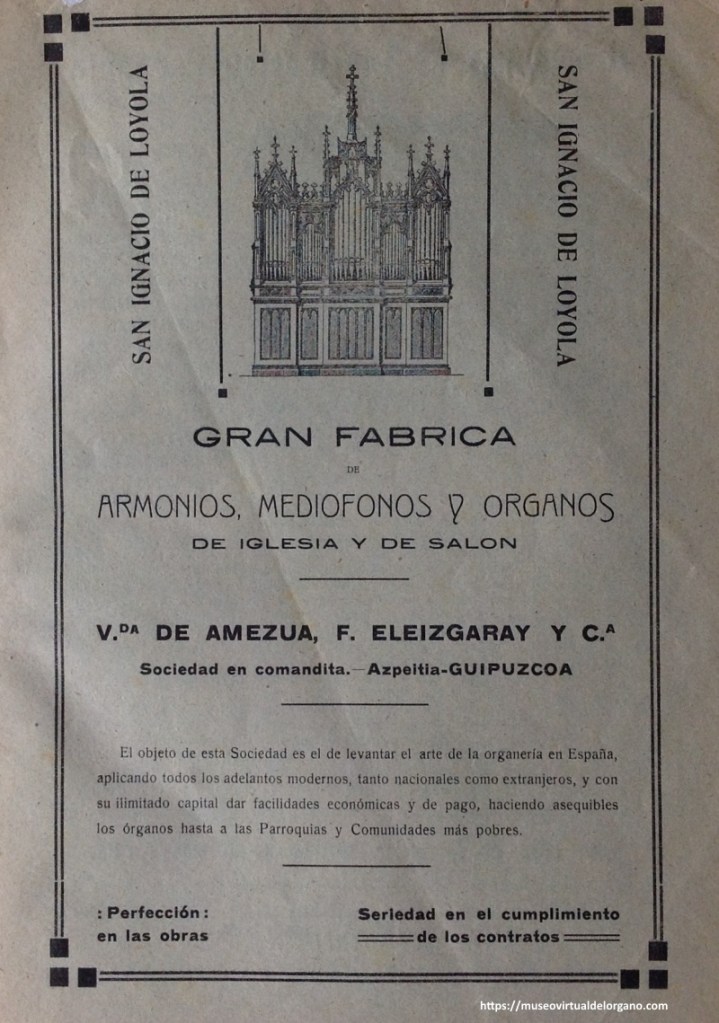 SAN IGNACIO DE LOYOLA
SAN IGNACIO DE LOYOLA
GRAN FABRICA
DE
ARMONIOS, MEDIOFONOS Y ORGANOS
DE IGLESIA Y DE SALON
V.DA DE AMEZUA, F. ELEIZGARAY Y C.A
Sociedad en comandita.—Azpeitia-GUIPUZCOA
El objeto de esta Sociedad es el de levantar el arte de la organería en España,
aplicando todos los adelantos modernos, tanto nacionales como extranjeros, y con
su ilimitado capital dar facilidades económicas y de pago, haciendo asequibles
los órganos hasta a las Parroquias y Comunidades más pobres.
: Perfección :
en las obras
Seriedad en el cumplimiento
de los contratos
https://museovirtualdelorgano.com